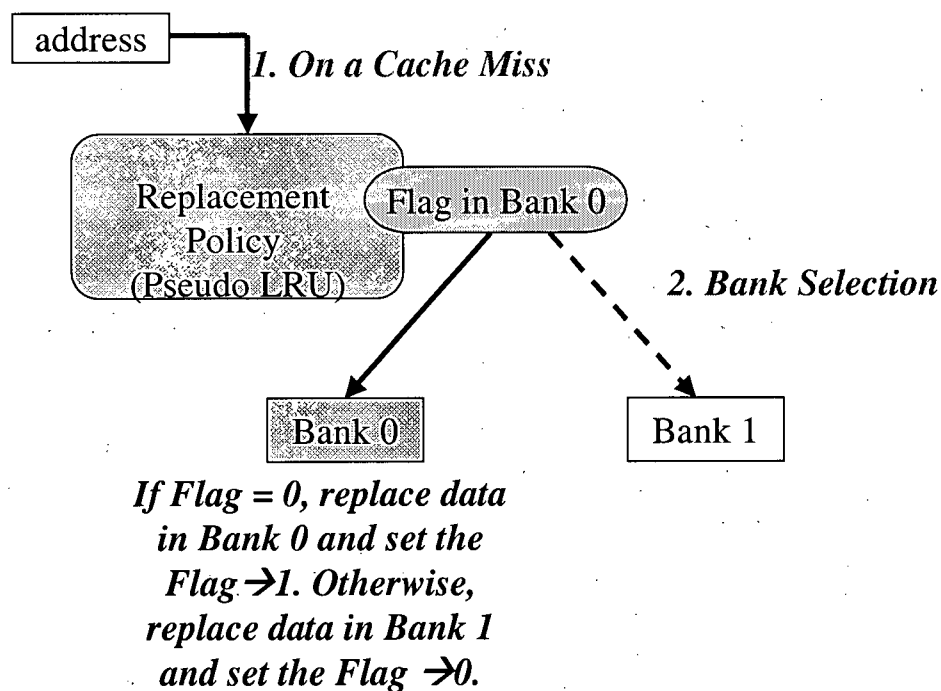 address
1. On a Cache Miss
Replacement
Policy
(Pseudo LRU)
Flag in Bank 0
2. Bank Selection
Bank 0
Bank 1
If Flag = 0, replace data
in Bank 0 and set the
Flag→1. Otherwise,
replace data in Bank 1
and set the Flag →0.